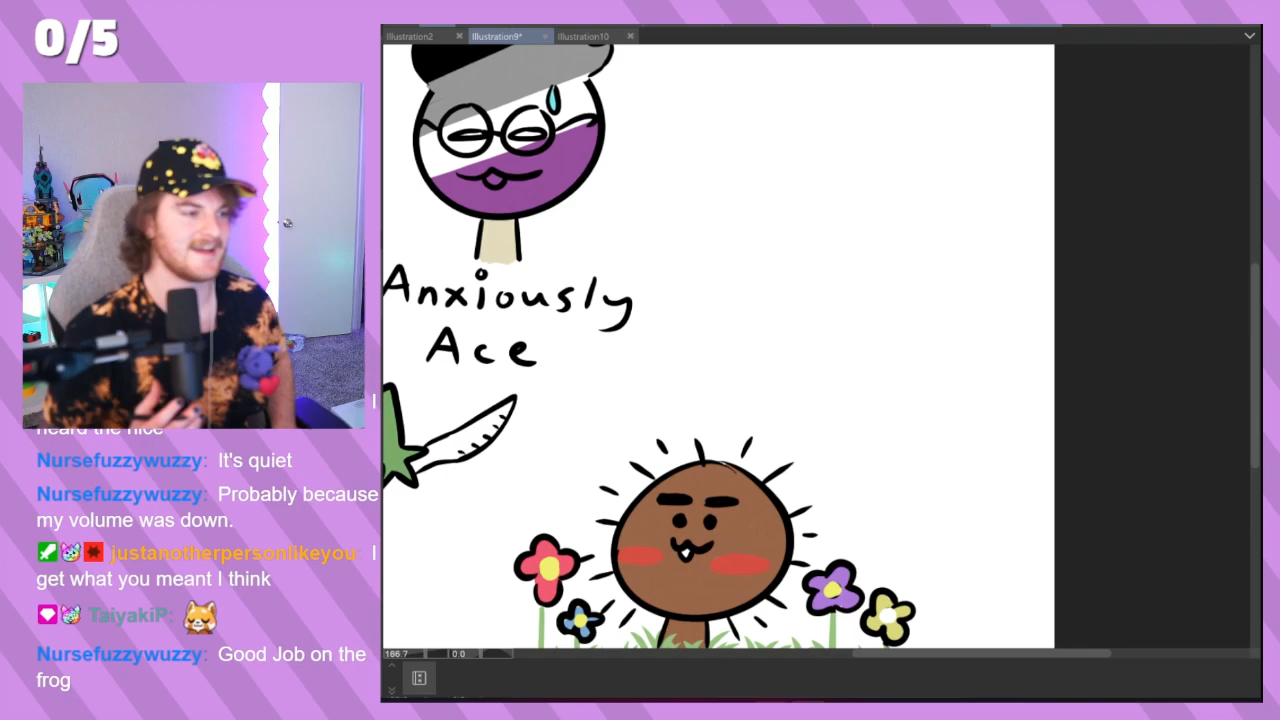 0/5
Illustration2
Illustration9*
Illustration10
Anxiously
Ace
I
heard the nice
Nursefuzzywuzzy: It's quiet
Nursefuzzywuzzy: Probably because
my volume was down.
justanotherpersonlikeyou: I
get what you meant I think
TaiyakiP:
Nursefuzzywuzzy: Good Job on the
frog
166.7
0.0